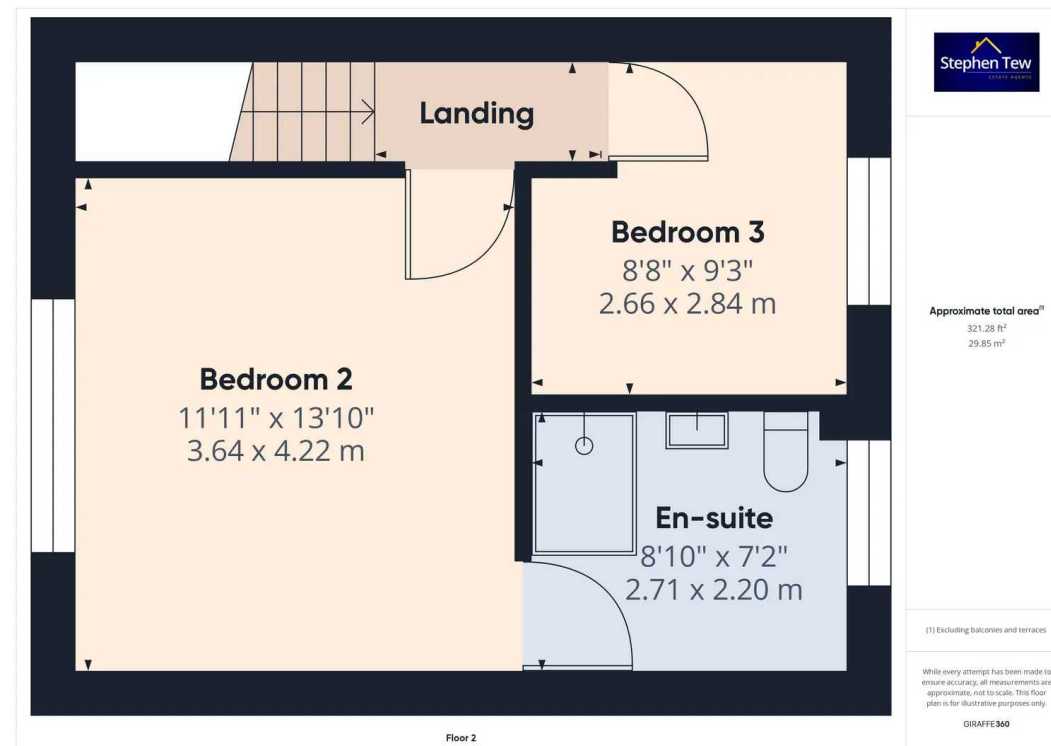 Landing
Bedroom 3
8'8" x 9'3"
2.66 x 2.84 m
Bedroom 2
11'11" x 13'10"
3.64 x 4.22 m
En-suite
8'10" x 7'2"
2.71 x 2.20 m
Floor 2
Stephen Tew
ESTATE AGENTS
Approximate total area⁽¹⁾
321.28 ft²
29.85 m²
(1) Excluding balconies and terraces
While every attempt has been made to
ensure accuracy, all measurements are
approximate, not to scale. This floor
plan is for illustrative purposes only.
GIRAFFE360